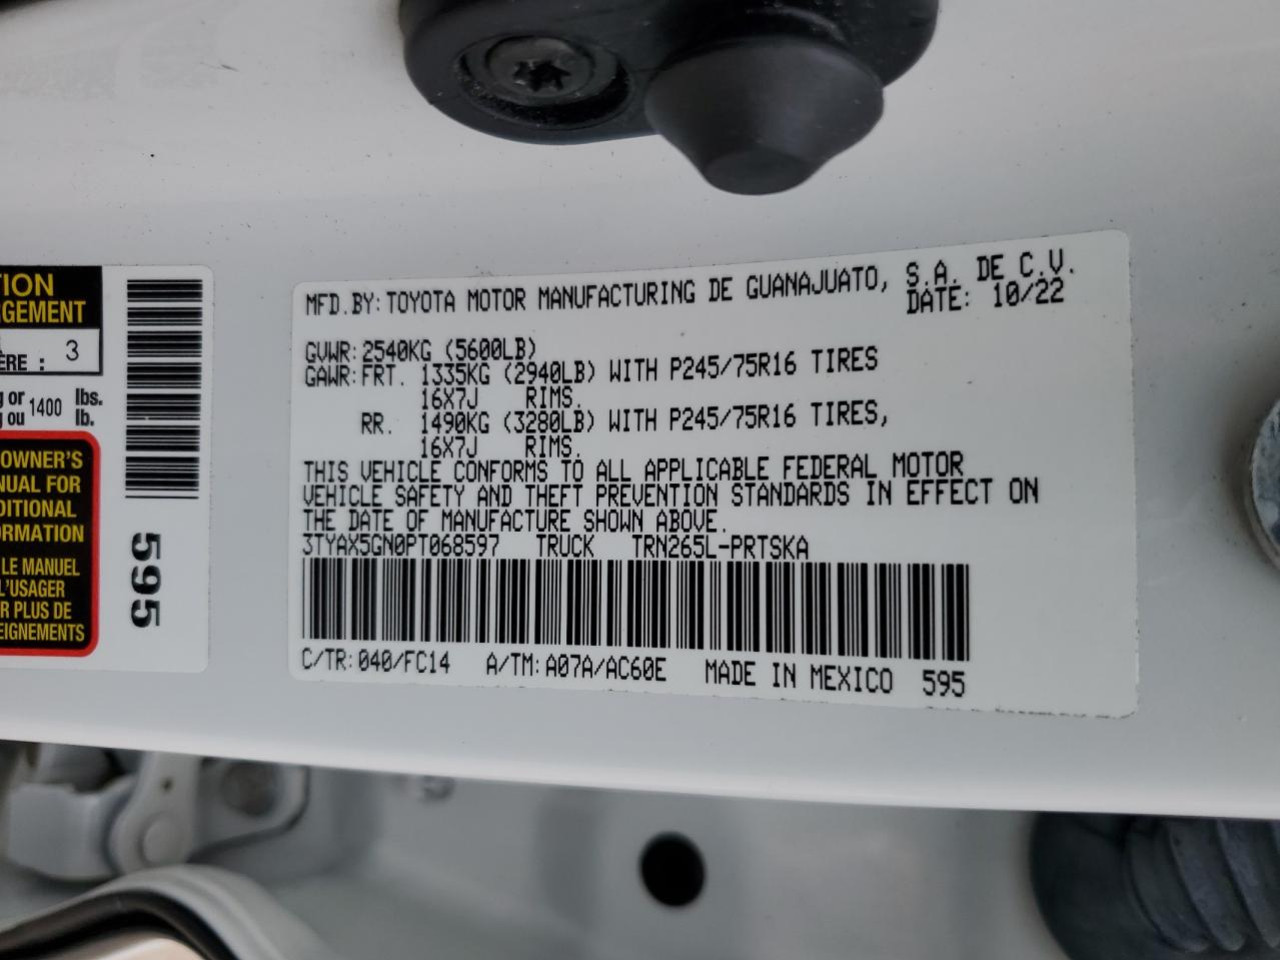 TION
GEMENT
ÈRE : 3
g or 1400 lbs.
ou lb.
OWNER'S
NUAL FOR
DITIONAL
ORMATION
LE MANUEL
L'USAGER
R PLUS DE
EIGNEMENTS
595
MFD.BY: TOYOTA MOTOR MANUFACTURING DE GUANAJUATO, S.A. DE C.V.
DATE: 10/22
GVWR: 2540KG (5600LB)
GAWR: FRT. 1335KG (2940LB) WITH P245/75R16 TIRES
16X7J RIMS.
RR. 1490KG (3280LB) WITH P245/75R16 TIRES,
16X7J RIMS.
THIS VEHICLE CONFORMS TO ALL APPLICABLE FEDERAL MOTOR
VEHICLE SAFETY AND THEFT PREVENTION STANDARDS IN EFFECT ON
THE DATE OF MANUFACTURE SHOWN ABOVE.
3TYAX5GN0PT068597 TRUCK TRN265L-PRTSKA
C/TR: 040/FC14 A/TM: A07A/AC60E MADE IN MEXICO 595